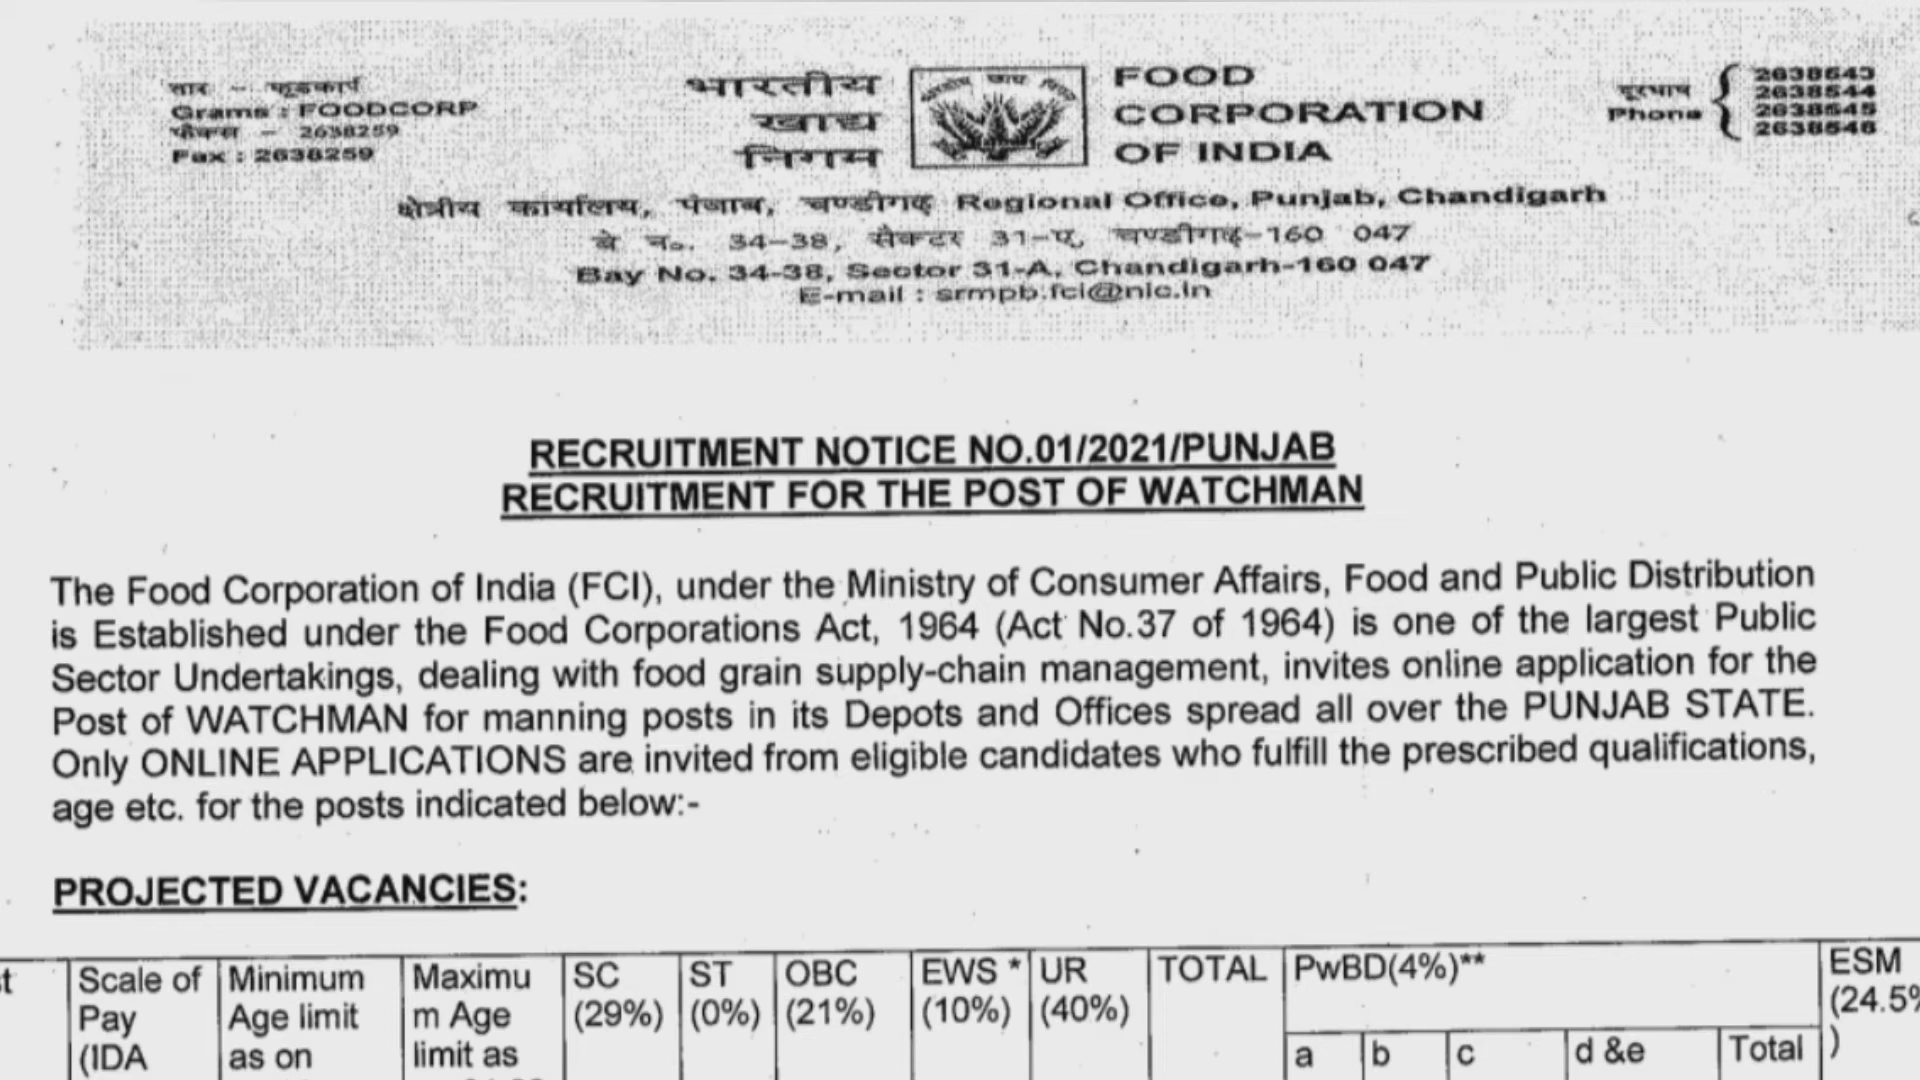 तार – फूडकार्प
Grams : FOODCORP
फैक्स – 2638259
Fax : 2638259
भारतीय
खाद्य
निगम
FOOD
CORPORATION
OF INDIA
दूरभाष
Phone
2638543
2638544
2638545
2638546
क्षेत्रीय कार्यालय, पंजाब, चण्डीगढ़ Regional Office, Punjab, Chandigarh
बे न०. 34–38, सैक्टर 31–ए, चण्डीगढ़–160 047
Bay No. 34-38, Sector 31-A, Chandigarh-160 047
E-mail : srmpb.fci@nic.in
RECRUITMENT NOTICE NO.01/2021/PUNJAB
RECRUITMENT FOR THE POST OF WATCHMAN
The Food Corporation of India (FCI), under the Ministry of Consumer Affairs, Food and Public Distribution
is Established under the Food Corporations Act, 1964 (Act No.37 of 1964) is one of the largest Public
Sector Undertakings, dealing with food grain supply-chain management, invites online application for the
Post of WATCHMAN for manning posts in its Depots and Offices spread all over the PUNJAB STATE.
Only ONLINE APPLICATIONS are invited from eligible candidates who fulfill the prescribed qualifications,
age etc. for the posts indicated below:-
PROJECTED VACANCIES:
Scale of
Pay
(IDA
Minimum
Age limit
as on
Maximu
m Age
limit as
SC
(29%)
ST
(0%)
OBC
(21%)
EWS *
(10%)
UR
(40%)
TOTAL
PwBD(4%)**
a b c d &e Total
ESM
(24.5%
)